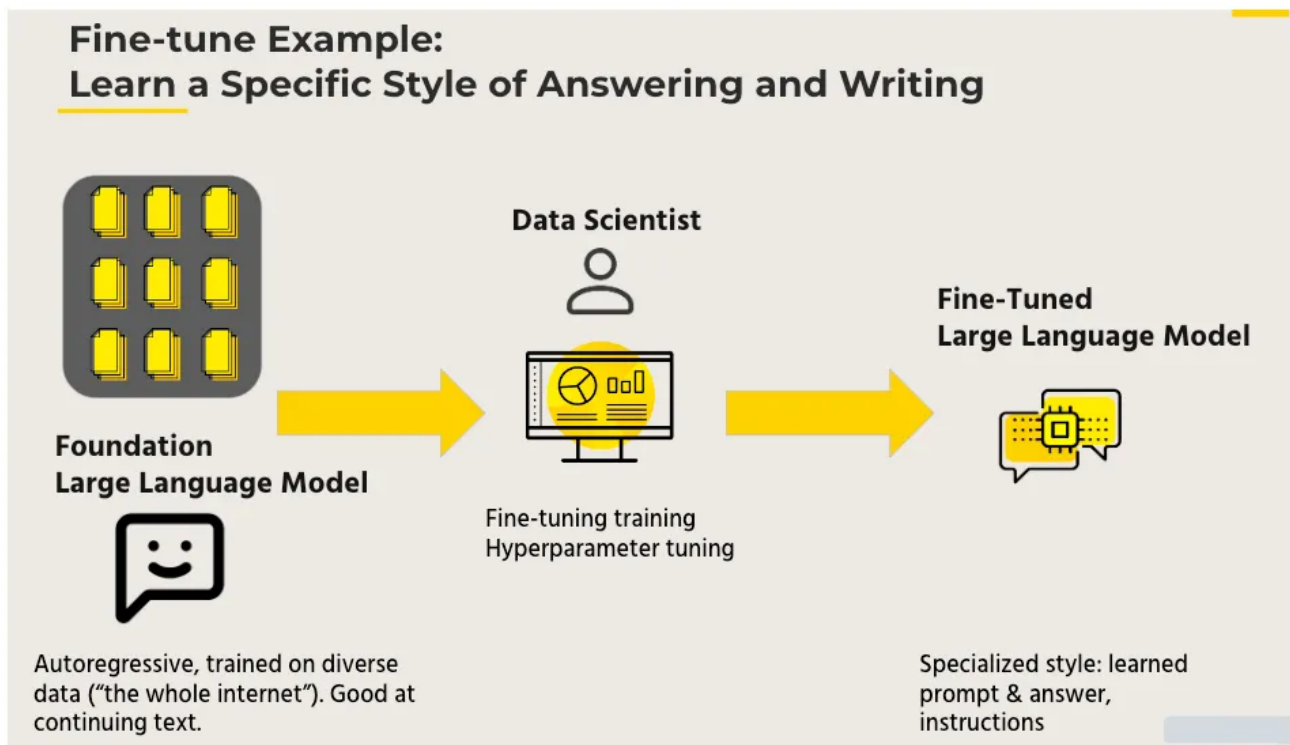 Fine-tune Example:
Learn a Specific Style of Answering and Writing
Foundation
Large Language Model
Autoregressive, trained on diverse
data (“the whole internet”). Good at
continuing text.
Data Scientist
Fine-tuning training
Hyperparameter tuning
Fine-Tuned
Large Language Model
Specialized style: learned
prompt & answer,
instructions